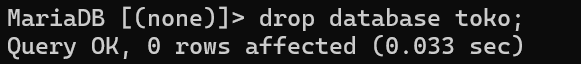 MariaDB [(none)]> drop database toko;
Query OK, 0 rows affected (0.033 sec)